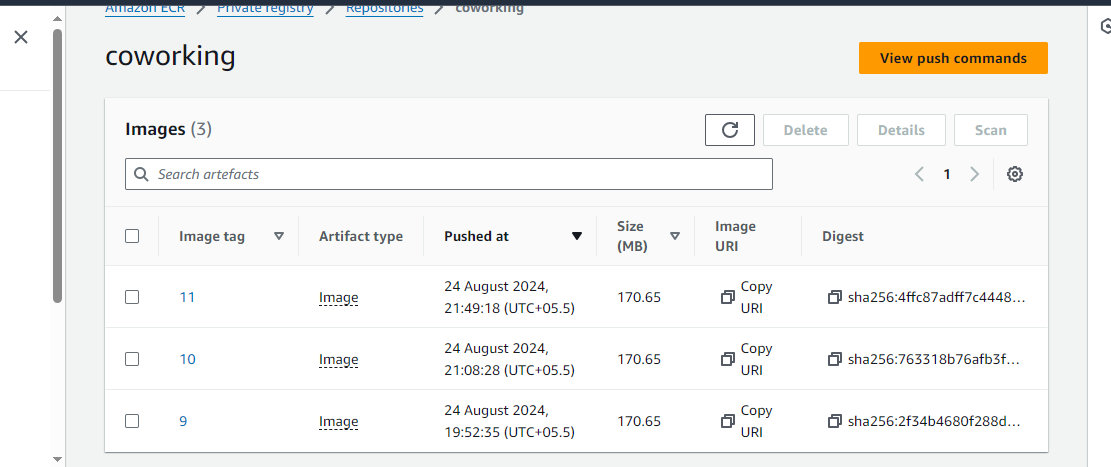 Amazon ECR > Private registry > Repositories > coworking
coworking
View push commands
Images (3)
Delete
Details
Scan
Search artefacts
1
Image tag
Artifact type
Pushed at
Size
(MB)
Image
URI
Digest
11
Image
24 August 2024,
21:49:18 (UTC+05.5)
170.65
Copy
URI
sha256:4ffc87adff7c4448...
10
Image
24 August 2024,
21:08:28 (UTC+05.5)
170.65
Copy
URI
sha256:763318b76afb3f...
9
Image
24 August 2024,
19:52:35 (UTC+05.5)
170.65
Copy
URI
sha256:2f34b4680f288d...